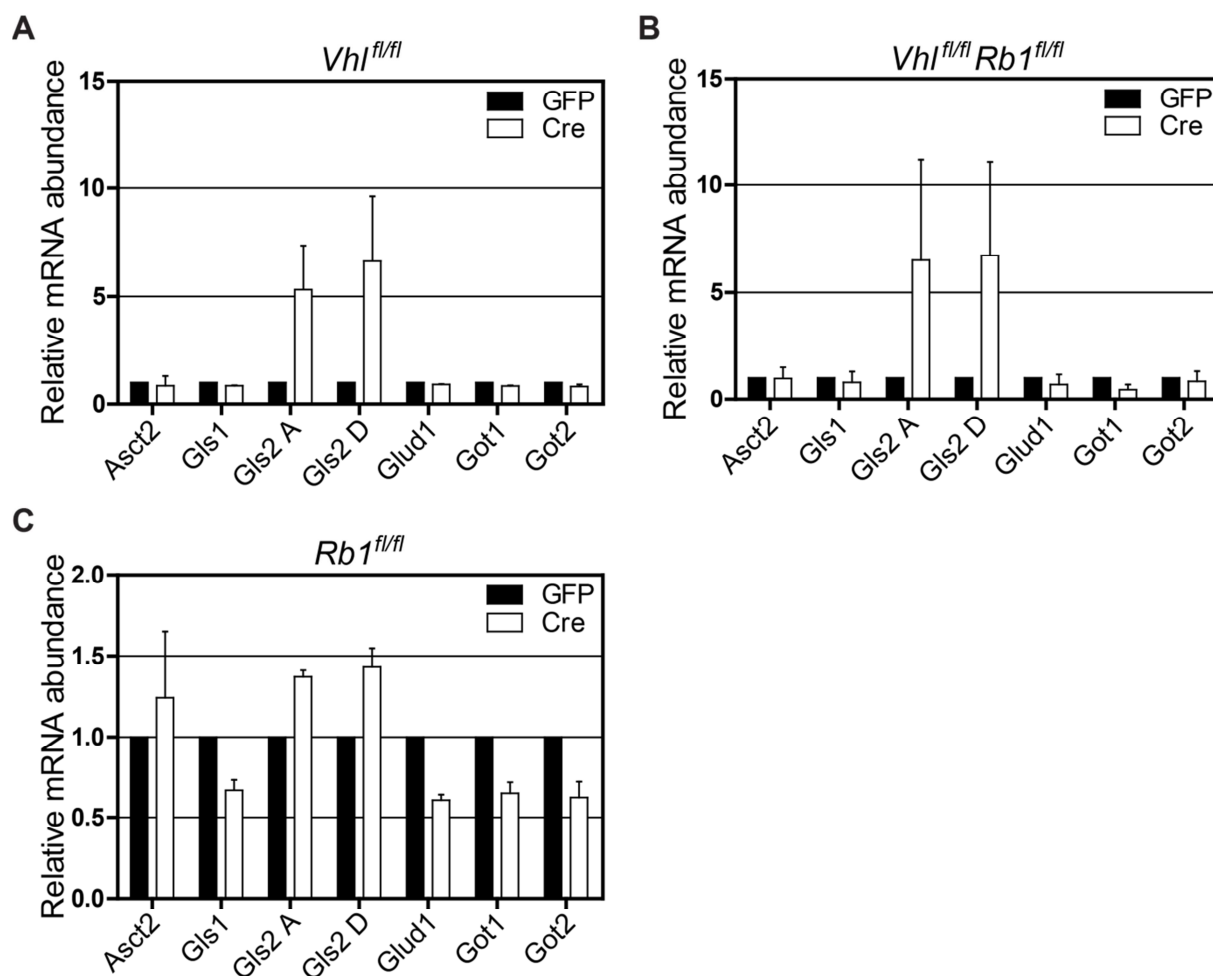 A
Vhl fl/fl
Relative mRNA abundance
15
10
5
0
GFP
Cre
Asct2
Gls1
Gls2 A
Gls2 D
Glud1
Got1
Got2
B
Vhl fl/fl Rb1 fl/fl
Relative mRNA abundance
15
10
5
0
GFP
Cre
Asct2
Gls1
Gls2 A
Gls2 D
Glud1
Got1
Got2
C
Rb1 fl/fl
Relative mRNA abundance
2.0
1.5
1.0
0.5
0.0
GFP
Cre
Asct2
Gls1
Gls2 A
Gls2 D
Glud1
Got1
Got2